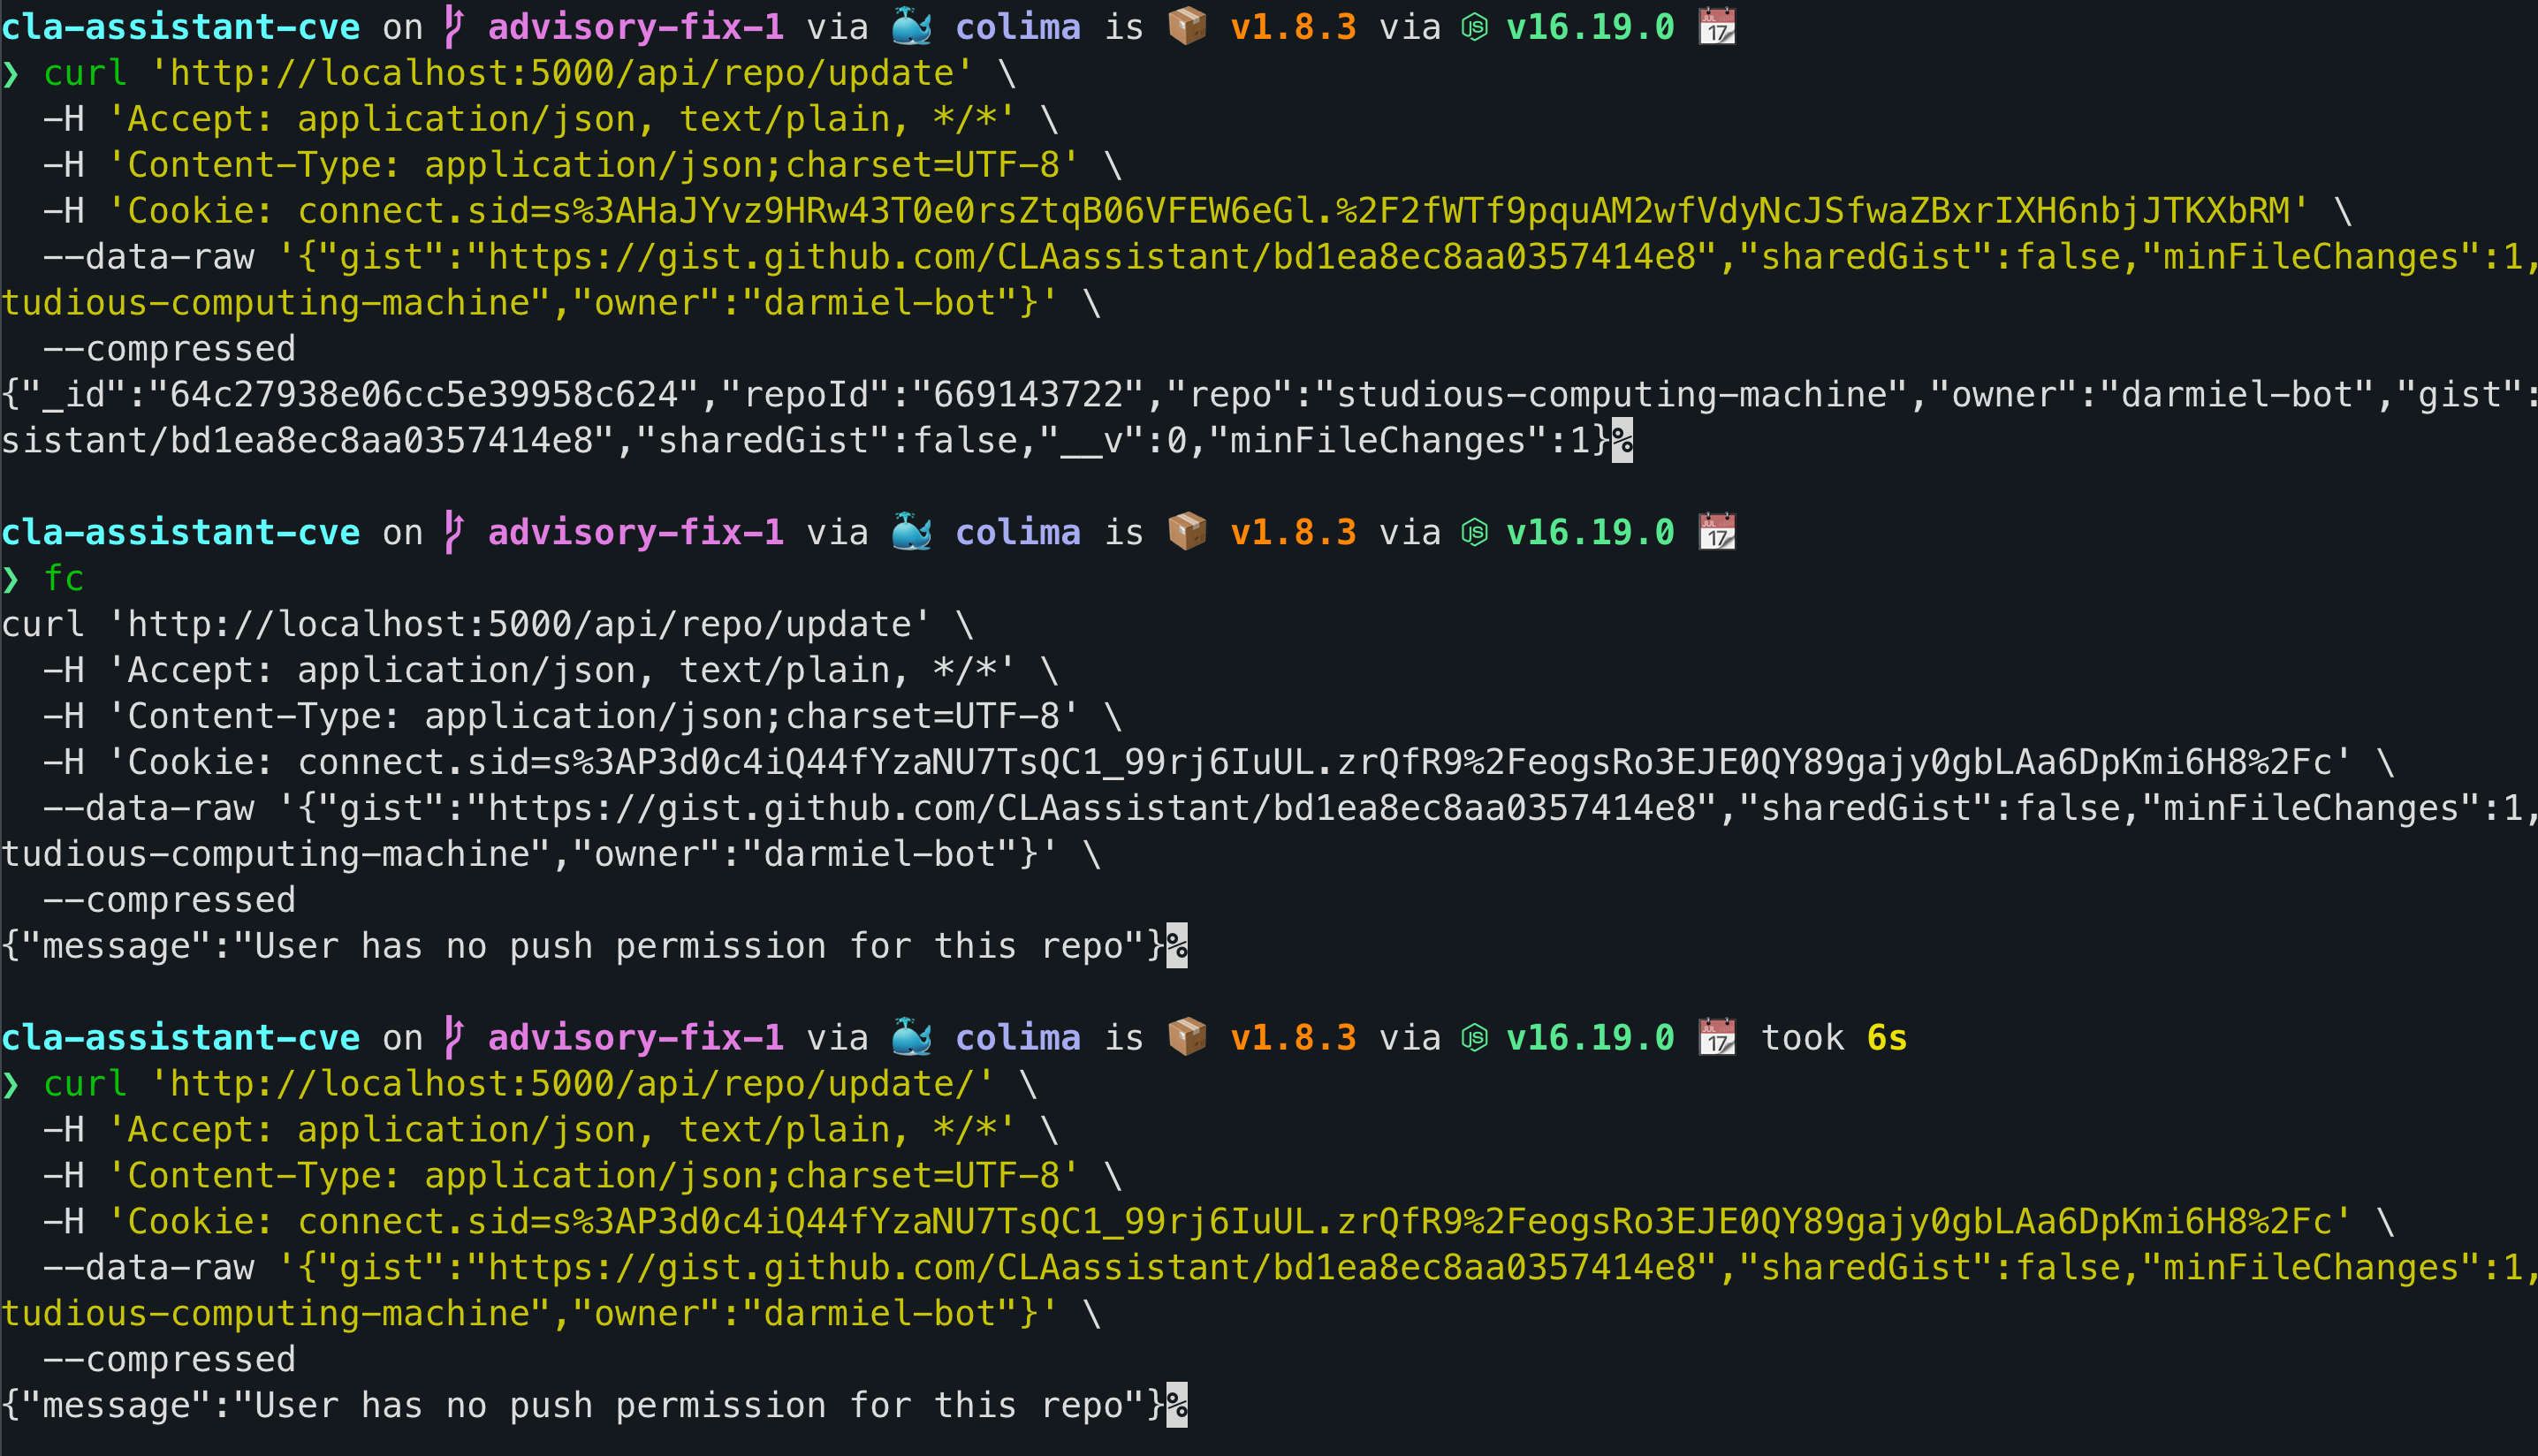 cla-assistant-cve on advisory-fix-1 via 🐳 colima is 📦 v1.8.3 via v16.19.0 📆
❯ curl 'http://localhost:5000/api/repo/update' \
  -H 'Accept: application/json, text/plain, */*' \
  -H 'Content-Type: application/json;charset=UTF-8' \
  -H 'Cookie: connect.sid=s%3AHaJYvz9HRw43T0e0rsZtqB06VFEW6eGl.%2F2fWTf9pquAM2wfVdyNcJSfwaZBxrIXH6nbjJTKXbRM' \
  --data-raw '{"gist":"https://gist.github.com/CLAassistant/bd1ea8ec8aa0357414e8","sharedGist":false,"minFileChanges":1,
tudious-computing-machine","owner":"darmiel-bot"}' \
  --compressed
{"_id":"64c27938e06cc5e39958c624","repoId":"669143722","repo":"studious-computing-machine","owner":"darmiel-bot","gist":
sistant/bd1ea8ec8aa0357414e8","sharedGist":false,"__v":0,"minFileChanges":1}%
cla-assistant-cve on advisory-fix-1 via 🐳 colima is 📦 v1.8.3 via v16.19.0 📆
❯ fc
curl 'http://localhost:5000/api/repo/update' \
  -H 'Accept: application/json, text/plain, */*' \
  -H 'Content-Type: application/json;charset=UTF-8' \
  -H 'Cookie: connect.sid=s%3AP3d0c4iQ44fYzaNU7TsQC1_99rj6IuUL.zrQfR9%2FeogsRo3EJE0QY89gajy0gbLAa6DpKmi6H8%2Fc' \
  --data-raw '{"gist":"https://gist.github.com/CLAassistant/bd1ea8ec8aa0357414e8","sharedGist":false,"minFileChanges":1,
tudious-computing-machine","owner":"darmiel-bot"}' \
  --compressed
{"message":"User has no push permission for this repo"}%
cla-assistant-cve on advisory-fix-1 via 🐳 colima is 📦 v1.8.3 via v16.19.0 📆 took 6s
❯ curl 'http://localhost:5000/api/repo/update/' \
  -H 'Accept: application/json, text/plain, */*' \
  -H 'Content-Type: application/json;charset=UTF-8' \
  -H 'Cookie: connect.sid=s%3AP3d0c4iQ44fYzaNU7TsQC1_99rj6IuUL.zrQfR9%2FeogsRo3EJE0QY89gajy0gbLAa6DpKmi6H8%2Fc' \
  --data-raw '{"gist":"https://gist.github.com/CLAassistant/bd1ea8ec8aa0357414e8","sharedGist":false,"minFileChanges":1,
tudious-computing-machine","owner":"darmiel-bot"}' \
  --compressed
{"message":"User has no push permission for this repo"}%